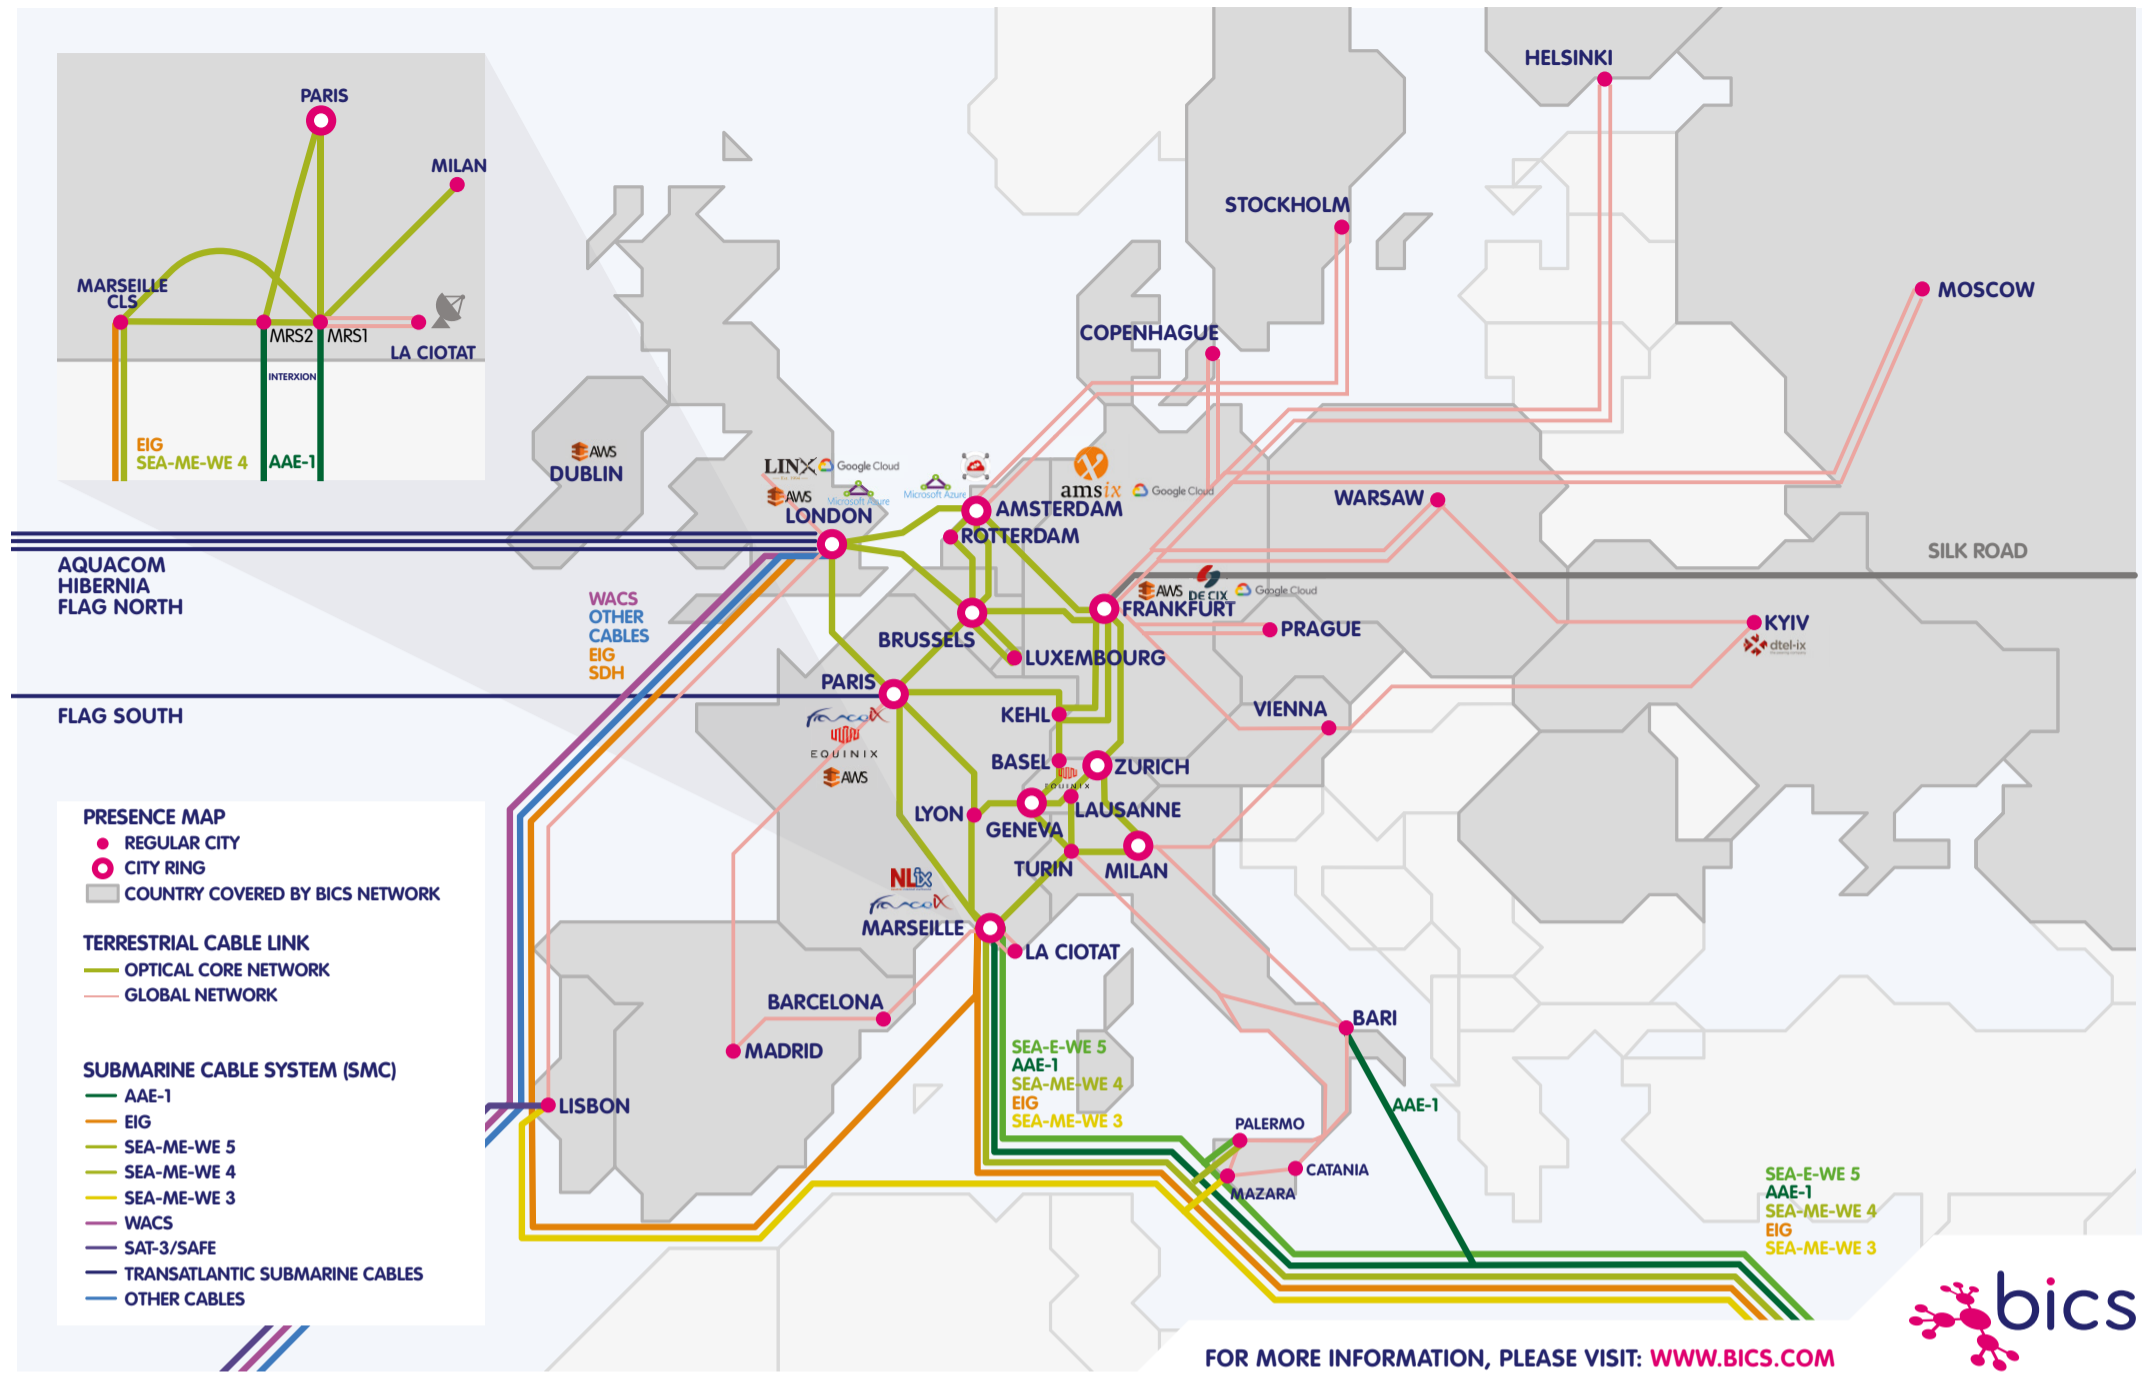 PARIS
MILAN
MARSEILLE
CLS
MRS2
MRS1
LA CIOTAT
INTERXION
EIG
SEA-ME-WE 4
AAE-1
HELSINKI
STOCKHOLM
MOSCOW
COPENHAGUE
AWS
DUBLIN
LINX
Google Cloud
AWS
Microsoft Azure
LONDON
Microsoft Azure
amsix
Google Cloud
AMSTERDAM
ROTTERDAM
WARSAW
SILK ROAD
AQUACOM
HIBERNIA
FLAG NORTH
WACS
OTHER
CABLES
EIG
SDH
AWS
DE CIX
Google Cloud
FRANKFURT
BRUSSELS
PRAGUE
KYIV
dtel-ix
LUXEMBOURG
PARIS
FLAG SOUTH
franceix
EQUINIX
AWS
KEHL
VIENNA
BASEL
ZURICH
EQUINIX
LYON
LAUSANNE
GENEVA
TURIN
MILAN
NLix
franceix
MARSEILLE
LA CIOTAT
BARCELONA
MADRID
BARI
LISBON
SEA-E-WE 5
AAE-1
SEA-ME-WE 4
EIG
SEA-ME-WE 3
AAE-1
PALERMO
CATANIA
MAZARA
SEA-E-WE 5
AAE-1
SEA-ME-WE 4
EIG
SEA-ME-WE 3
PRESENCE MAP
REGULAR CITY
CITY RING
COUNTRY COVERED BY BICS NETWORK
TERRESTRIAL CABLE LINK
OPTICAL CORE NETWORK
GLOBAL NETWORK
SUBMARINE CABLE SYSTEM (SMC)
AAE-1
EIG
SEA-ME-WE 5
SEA-ME-WE 4
SEA-ME-WE 3
WACS
SAT-3/SAFE
TRANSATLANTIC SUBMARINE CABLES
OTHER CABLES
bics
FOR MORE INFORMATION, PLEASE VISIT: WWW.BICS.COM